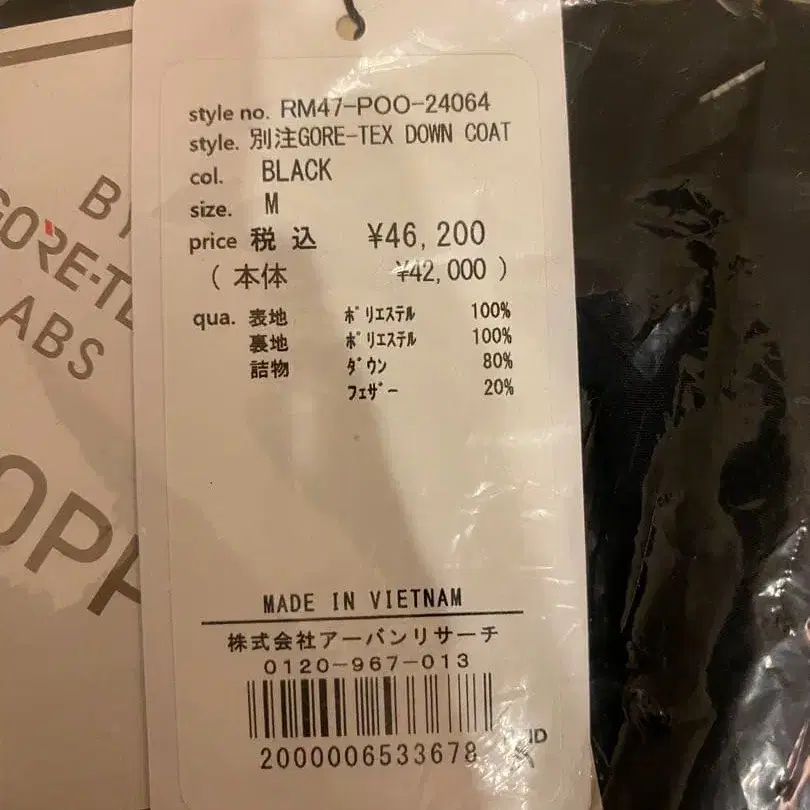 style no. RM47-POO-24064
style. 別注GORE-TEX DOWN COAT
col. BLACK
size. M
price 税込 ¥46,200
(本体 ¥42,000)
qua. 表地 ポリエステル 100%
裏地 ポリエステル 100%
詰物 ダウン 80%
フェザー 20%
MADE IN VIETNAM
株式会社アーバンリサーチ
0120-967-013
2000006533678
BY
GORE-TE
ABS
OPP